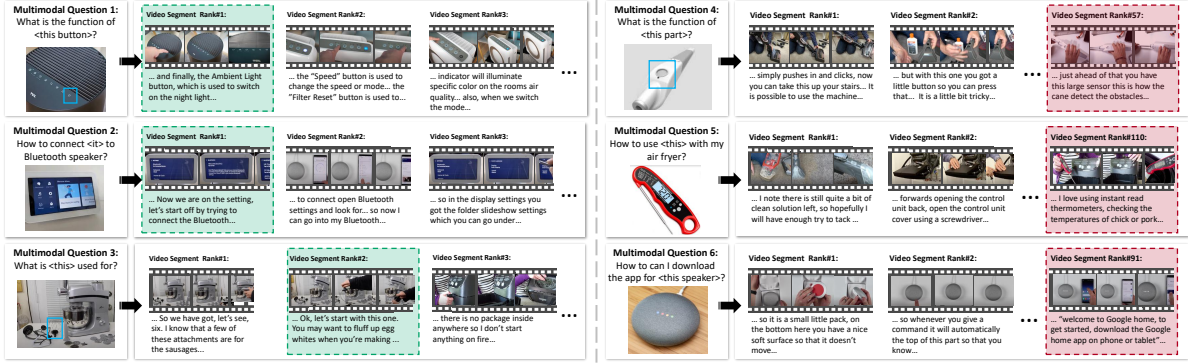 Multimodal Question 1:
What is the function of
<this button>?
Video Segment Rank#1:
... and finally, the Ambient Light
button, which is used to switch
on the night light...
Video Segment Rank#2:
... the "Speed" button is used to
change the speed or mode... the
"Filter Reset" button is used to...
Video Segment Rank#3:
... indicator will illuminate
specific color on the rooms air
quality... also, when we switch
the mode...
...
Multimodal Question 2:
How to connect <it> to
Bluetooth speaker?
Video Segment Rank#1:
... Now we are on the setting,
let's start off by trying to
connect the Bluetooth...
Video Segment Rank#2:
... to connect open Bluetooth
settings and look for... so now I
can go into my Bluetooth...
Video Segment Rank#3:
... so in the display settings you
got the folder slideshow settings
which you can go under...
...
Multimodal Question 3:
What is <this> used for?
Video Segment Rank#1:
... So we have got, let's see,
six. I know that a few of
these attachments are for
the sausages...
Video Segment Rank#2:
... Ok, let's start with this one.
You may want to fluff up egg
whites when you're making ...
Video Segment Rank#3:
... there is no package inside
anywhere so I don't start
anything on fire...
...
Multimodal Question 4:
What is the function of
<this part>?
Video Segment Rank#1:
... simply pushes in and clicks, now
you can take this up your stairs... It
is possible to use the machine...
Video Segment Rank#2:
... but with this one you got a
little button so you can press
that... It is a little bit tricky...
...
Video Segment Rank#57:
... just ahead of that you have
this large sensor this is how the
cane detect the obstacles...
Multimodal Question 5:
How to use <this> with my
air fryer?
Video Segment Rank#1:
... I note there is still quite a bit of
clean solution left, so hopefully I
will have enough try to tack ...
Video Segment Rank#2:
... forwards opening the control
unit back, open the control unit
cover using a screwdriver...
...
Video Segment Rank#110:
... I love using instant read
thermometers, checking the
temperatures of chick or pork...
Multimodal Question 6:
How to can I download
the app for <this speaker>?
Video Segment Rank#1:
... so it is a small little pack, on
the bottom here you have a nice
soft surface so that it doesn't
move...
Video Segment Rank#2:
... so whenever you give a
command it will automatically
the top of this part so that you
know...
...
Video Segment Rank#91:
... "welcome to Google home, to
get started, download the Google
home app on phone or tablet"...